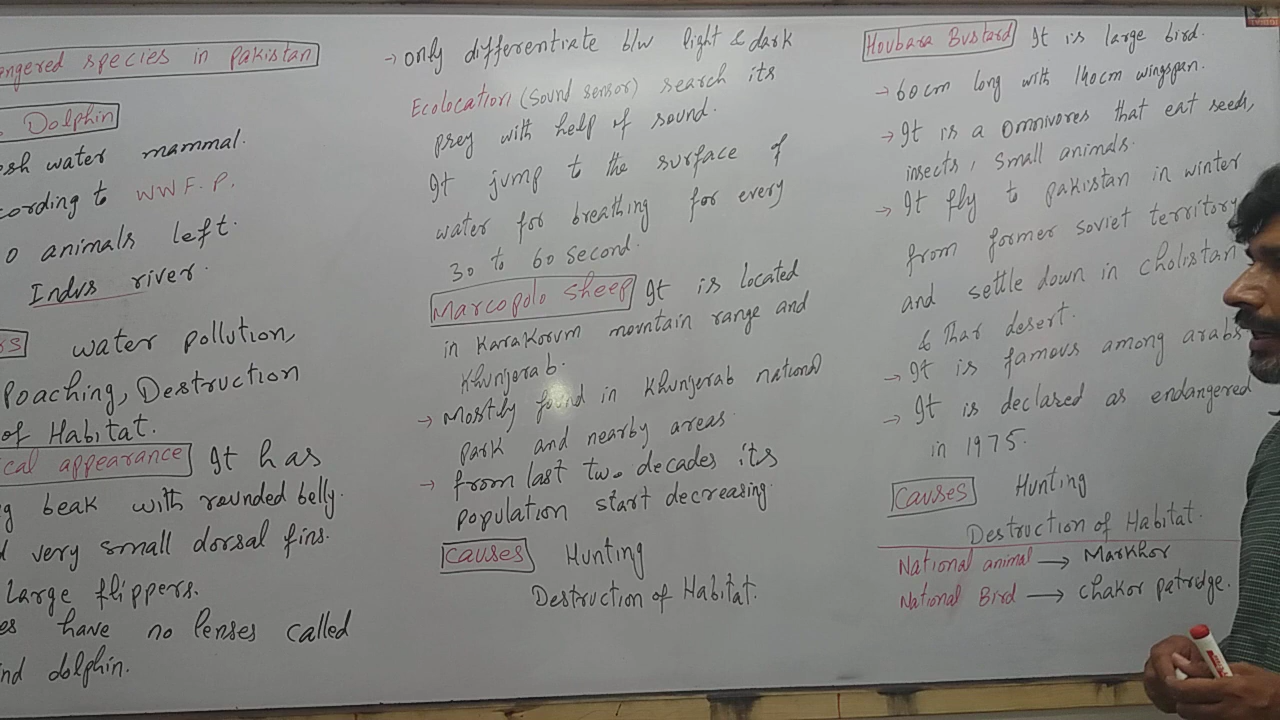 ngered species in Pakistan
Dolphin
sh water mammal.
cording to WWF.P.
0 animals left.
Indus river.
rs water pollution,
Poaching, Destruction
of Habitat.
cal appearance It has
g beak with rounded belly.
d very small dorsal fins.
Large flippers.
es have no lenses called
nd dolphin.
→ only differentiate b/w light & dark
Ecolocation (sound sensor) search its
prey with help of sound.
It jump to the surface of
water for breathing for every
30 to 60 second.
Marcopolo sheep It is located
in Karakorum mountain range and
Khunjerab.
→ Mostly found in Khunjerab national
park and nearby areas
→ from last two decades its
population start decreasing.
causes Hunting
Destruction of Habitat.
Houbara Bustard It is large bird.
→ 60cm long with 140cm wingspan.
→ It is a omnivores that eat seeds,
insects, small animals.
→ It fly to Pakistan in winter
from former soviet territory
and settle down in cholistan
& Thar desert.
→ It is famous among arabs
→ It is declared as endangered
in 1975.
causes Hunting
Destruction of Habitat.
National animal → Markhor
National Bird → Chakor patridge.